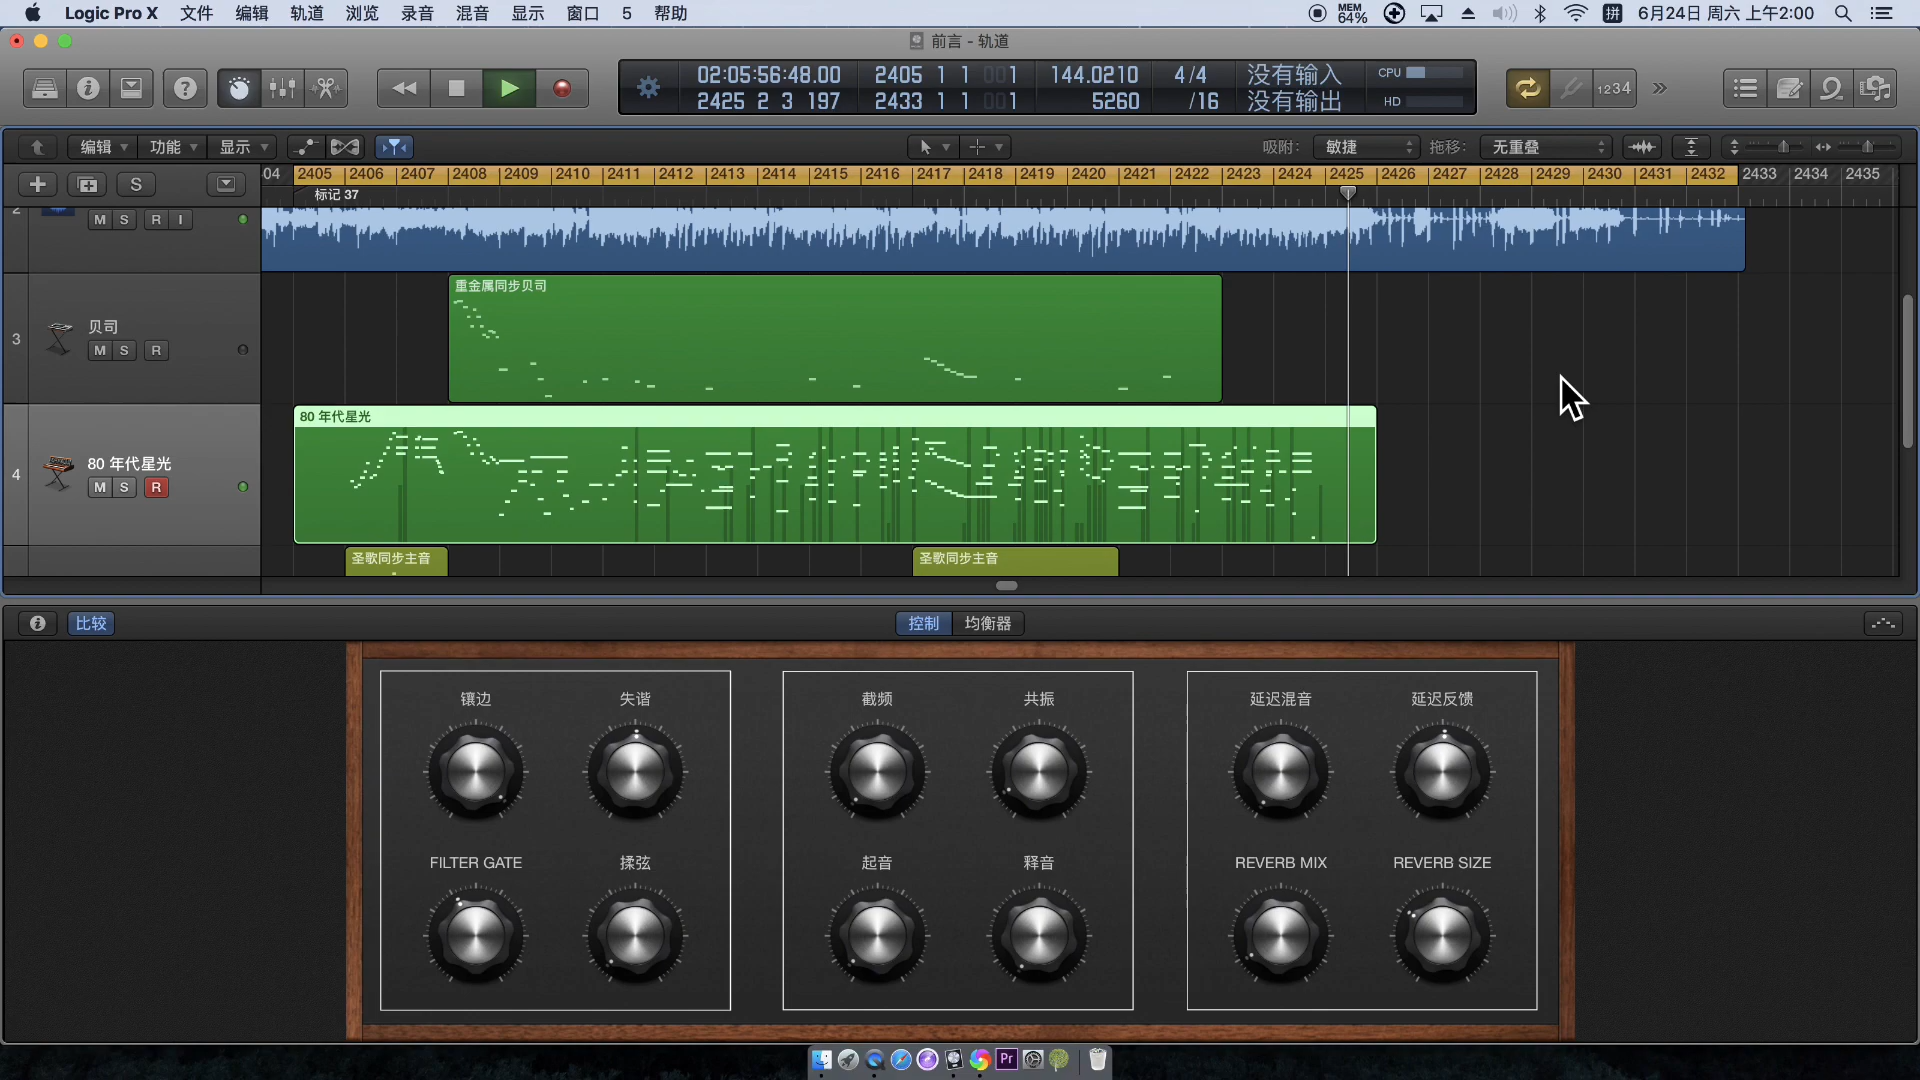 Logic Pro X 文件 编辑 轨道 浏览 录音 混音 显示 窗口 5 帮助 MEM 64% 拼 6月24日 周六 上午2:00
前言 - 轨道
02:05:56:48.00 2405 1 1 001 144.0210 4/4 没有输入 CPU
2425 2 3 197 2433 1 1 001 5260 /16 没有输出 HD
1234
编辑 功能 显示 吸附: 敏捷 拖移: 无重叠
S
04 2405 2406 2407 2408 2409 2410 2411 2412 2413 2414 2415 2416 2417 2418 2419 2420 2421 2422 2423 2424 2425 2426 2427 2428 2429 2430 2431 2432 2433 2434 2435
标记 37
2 M S R I
重金属同步贝司
3 贝司
M S R
80 年代星光
4 80 年代星光
M S R
圣歌同步主音 圣歌同步主音
比较 控制 均衡器
镶边 失谐 截频 共振 延迟混音 延迟反馈
FILTER GATE 揉弦 起音 释音 REVERB MIX REVERB SIZE
Pr